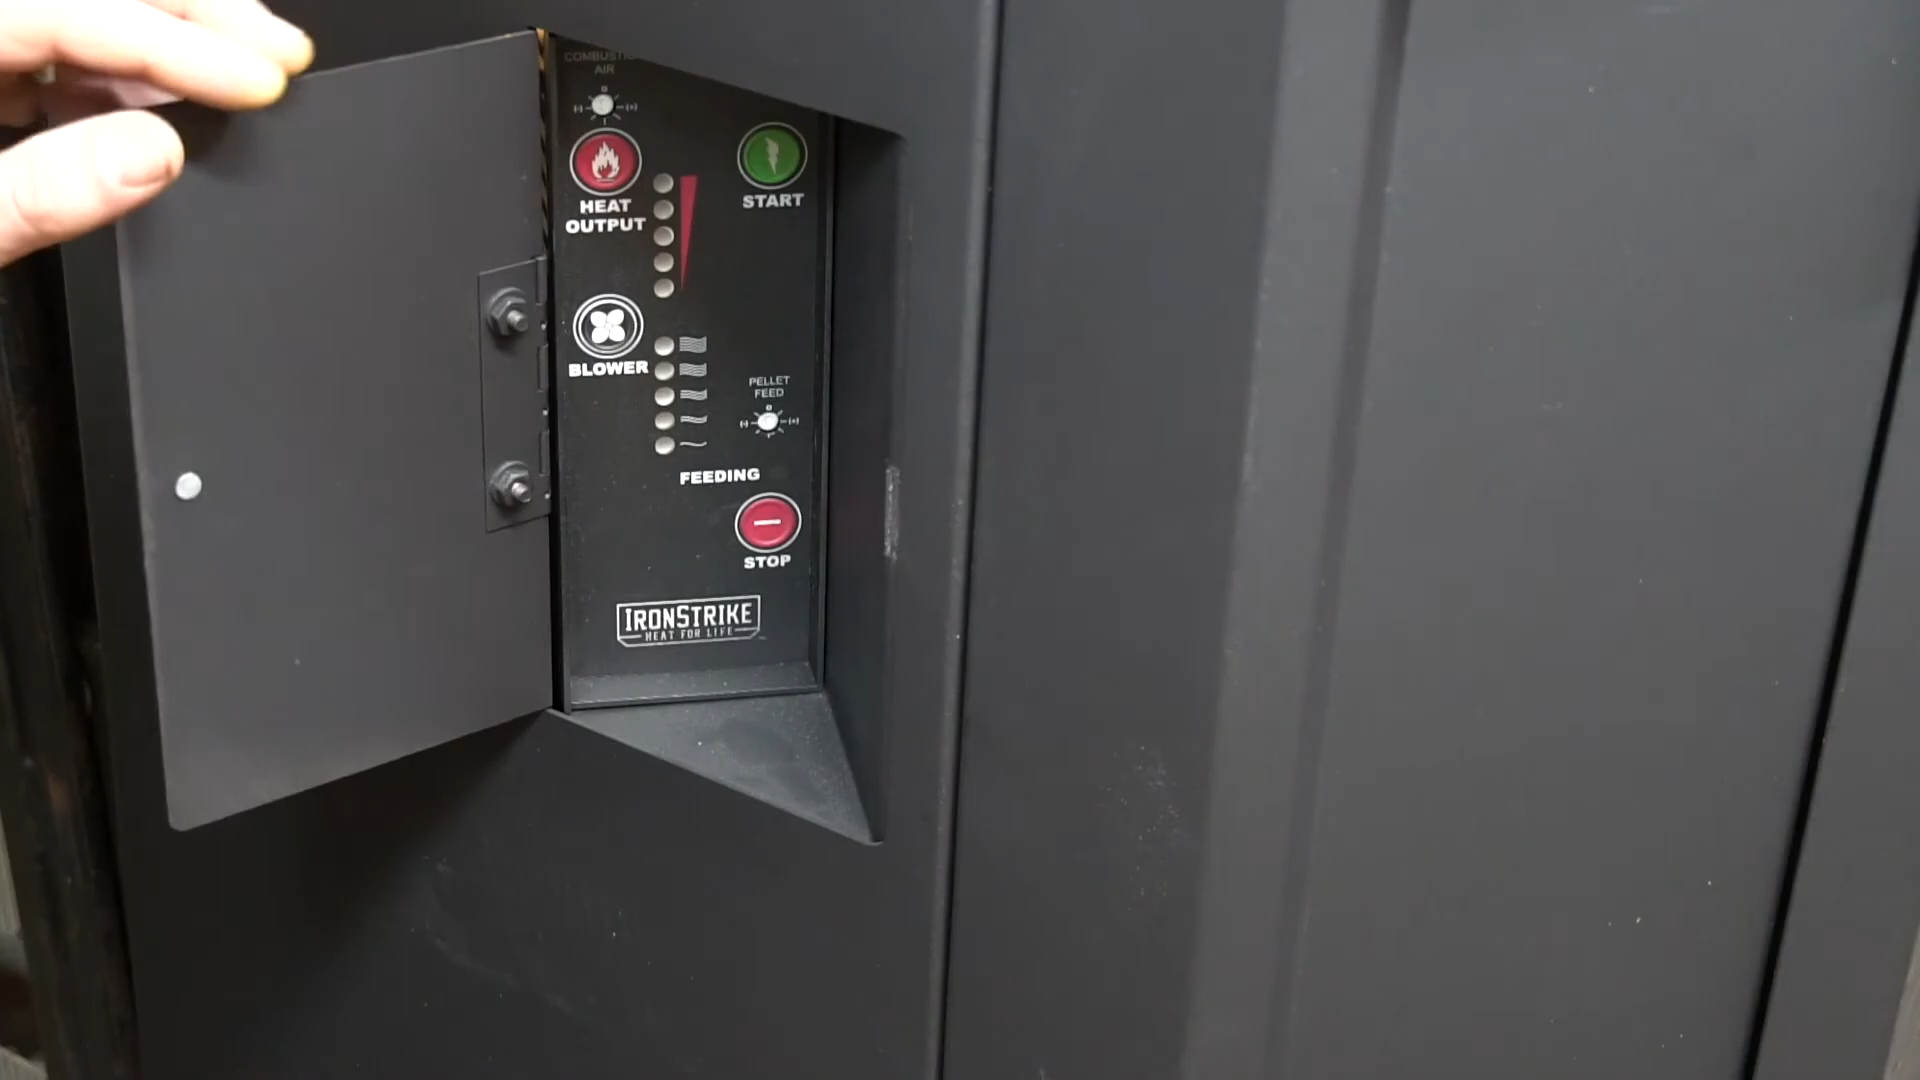 AIR
HEAT
OUTPUT
START
BLOWER
PELLET
FEED
FEEDING
STOP
IRONSTRIKE
HEAT FOR LIFE